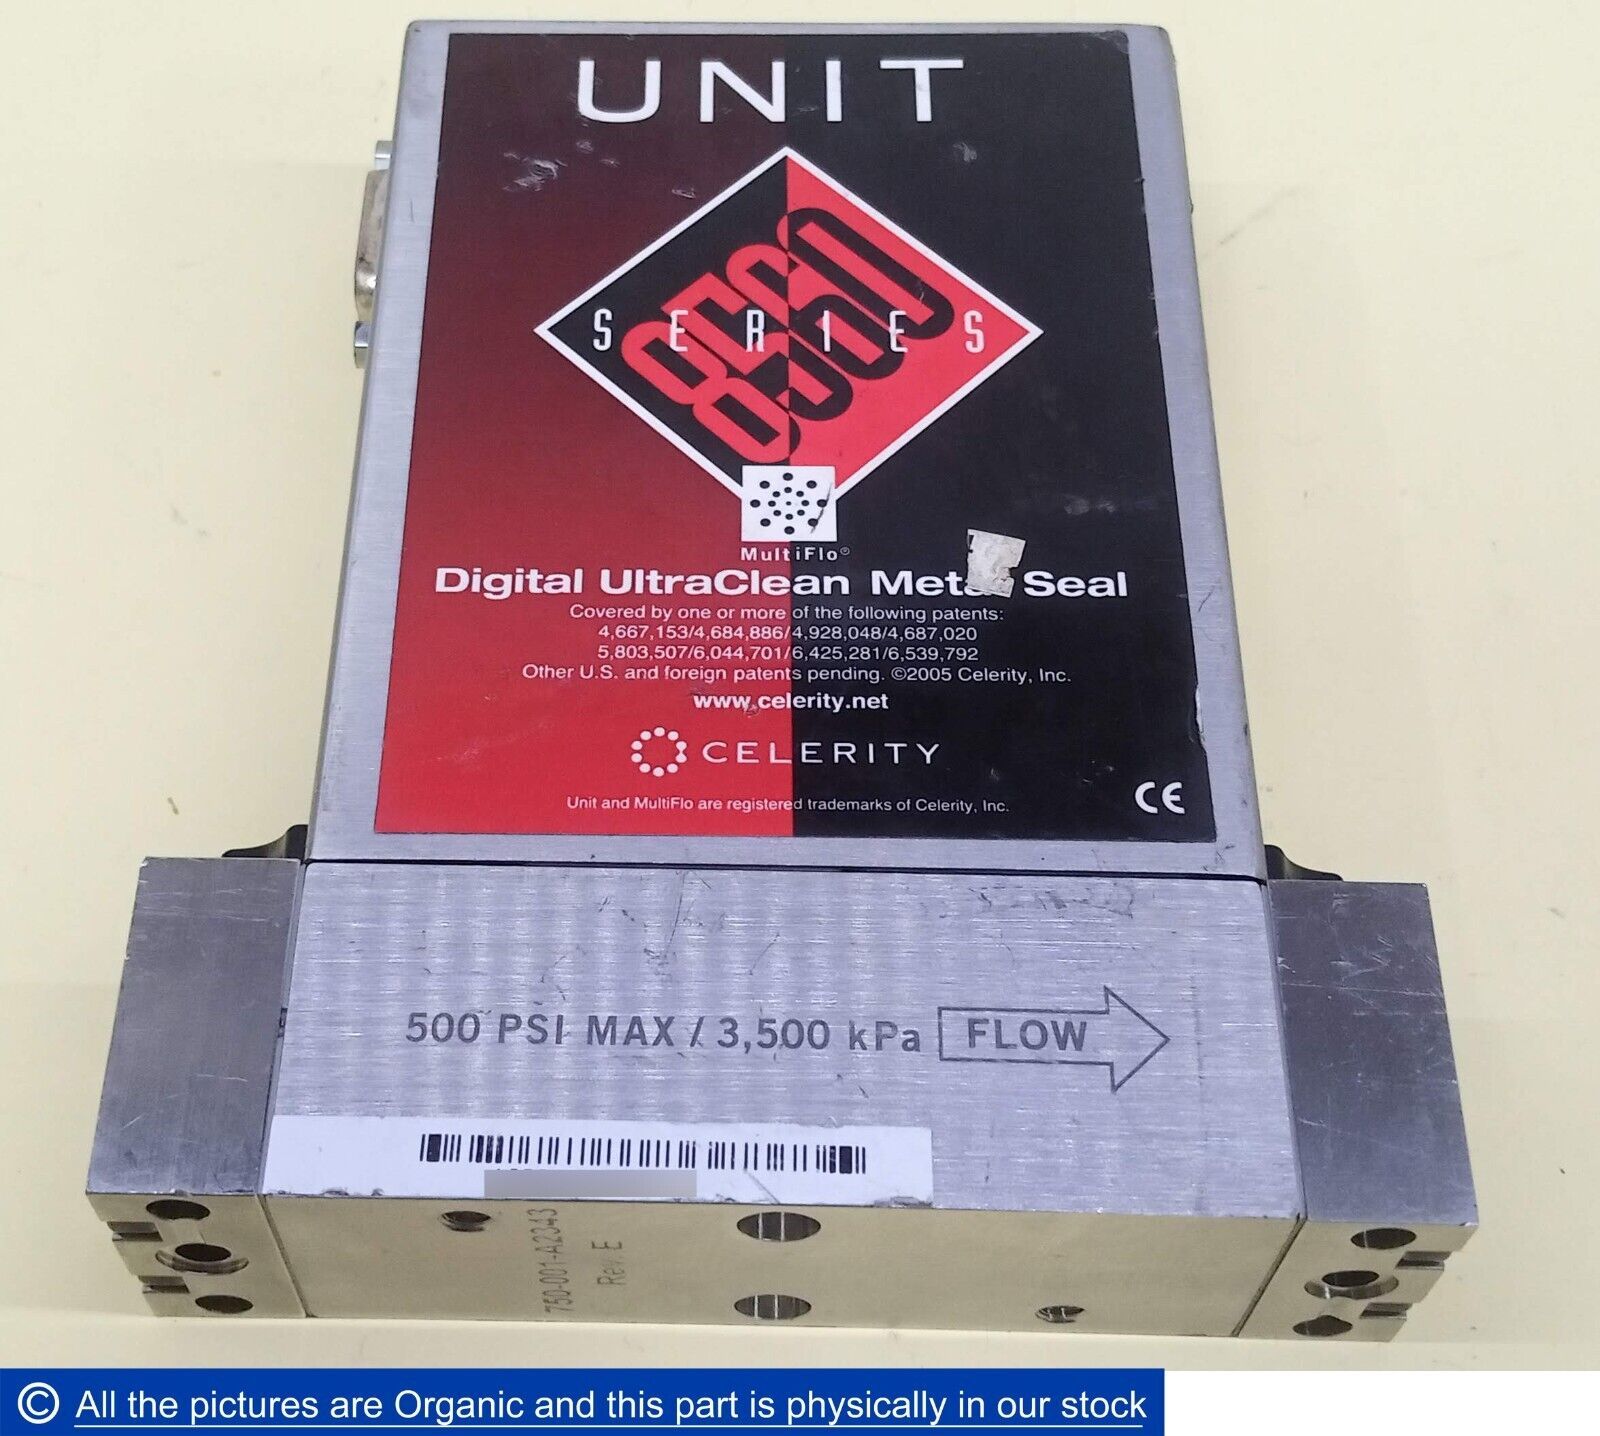 UNIT
8560
SERIES
MultiFlo®
Digital UltraClean Seal
Covered by one or more of the following patents:
4,667,153/4,684,886/4,928,048/4,687,020
5,803,507/6,044,701/6,425,281/6,539,792
Other U.S. and foreign patents pending. ©2005 Celerity, Inc.
www.celerity.net
CELERITY
Unit and MultiFlo are registered trademarks of Celerity, Inc.
CE
500 PSI MAX / 3,500 kPa FLOW
750-001-A2343
Rev. E
© All the pictures are Organic and this part is physically in our stock